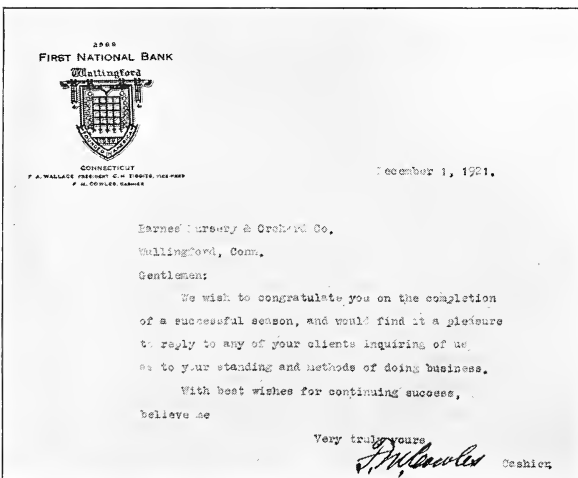 FIRST NATIONAL BANK
Wallingford
FOUNDED IN AMERICA
CONNECTICUT
F. A. WALLACE PRESIDENT C. H. TIBBITS, VICE-PRES
F. M. COWLES, CASHIER
December 1, 1921.
Barnes Nursery & Orchard Co.
Wallingford, Conn.
Gentlemen:
We wish to congratulate you on the completion
of a successful season, and would find it a pleasure
to reply to any of your clients inquiring of us
as to your standing and methods of doing business.
With best wishes for continuing success,
believe me
Very truly yours
F. M. Cowles Cashier.